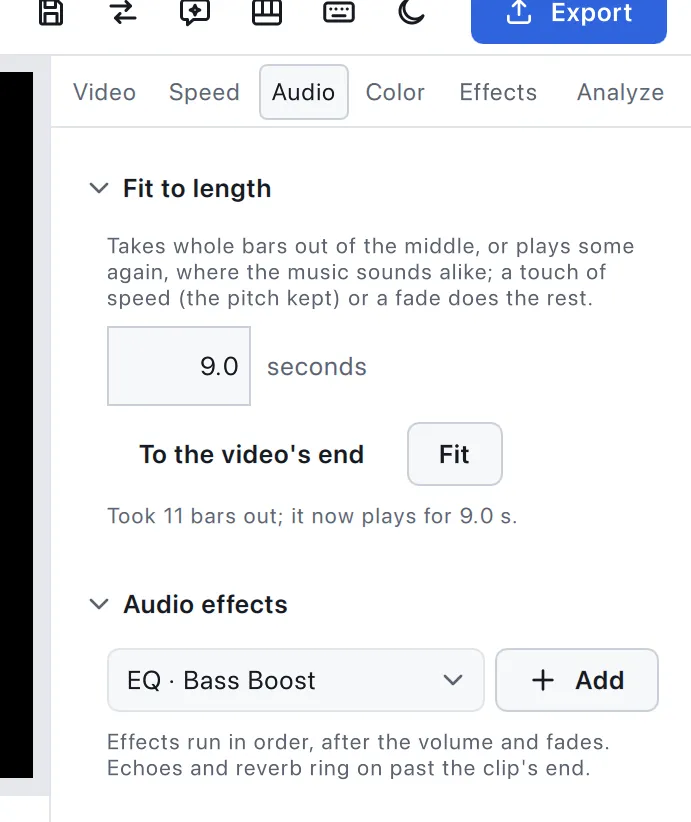 Export
Video Speed Audio Color Effects Analyze
Fit to length
Takes whole bars out of the middle, or plays some
again, where the music sounds alike; a touch of
speed (the pitch kept) or a fade does the rest.
9.0 seconds
To the video's end Fit
Took 11 bars out; it now plays for 9.0 s.
Audio effects
EQ · Bass Boost + Add
Effects run in order, after the volume and fades.
Echoes and reverb ring on past the clip's end.